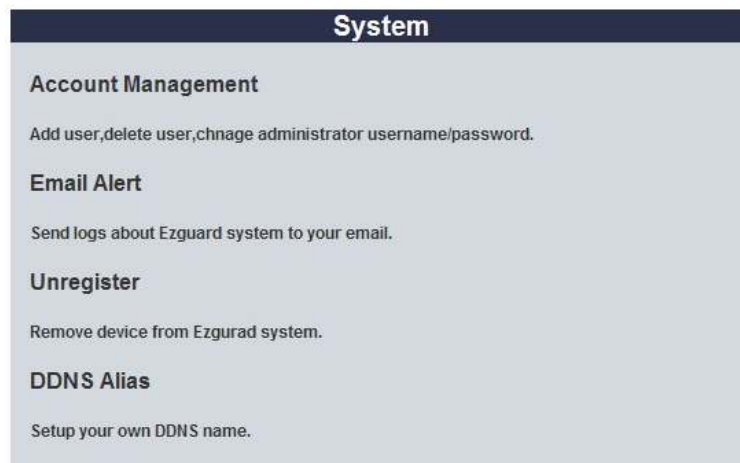 System
Account Management
Add user,delete user,chnage administrator username/password.
Email Alert
Send logs about Ezguard system to your email.
Unregister
Remove device from Ezgurad system.
DDNS Alias
Setup your own DDNS name.